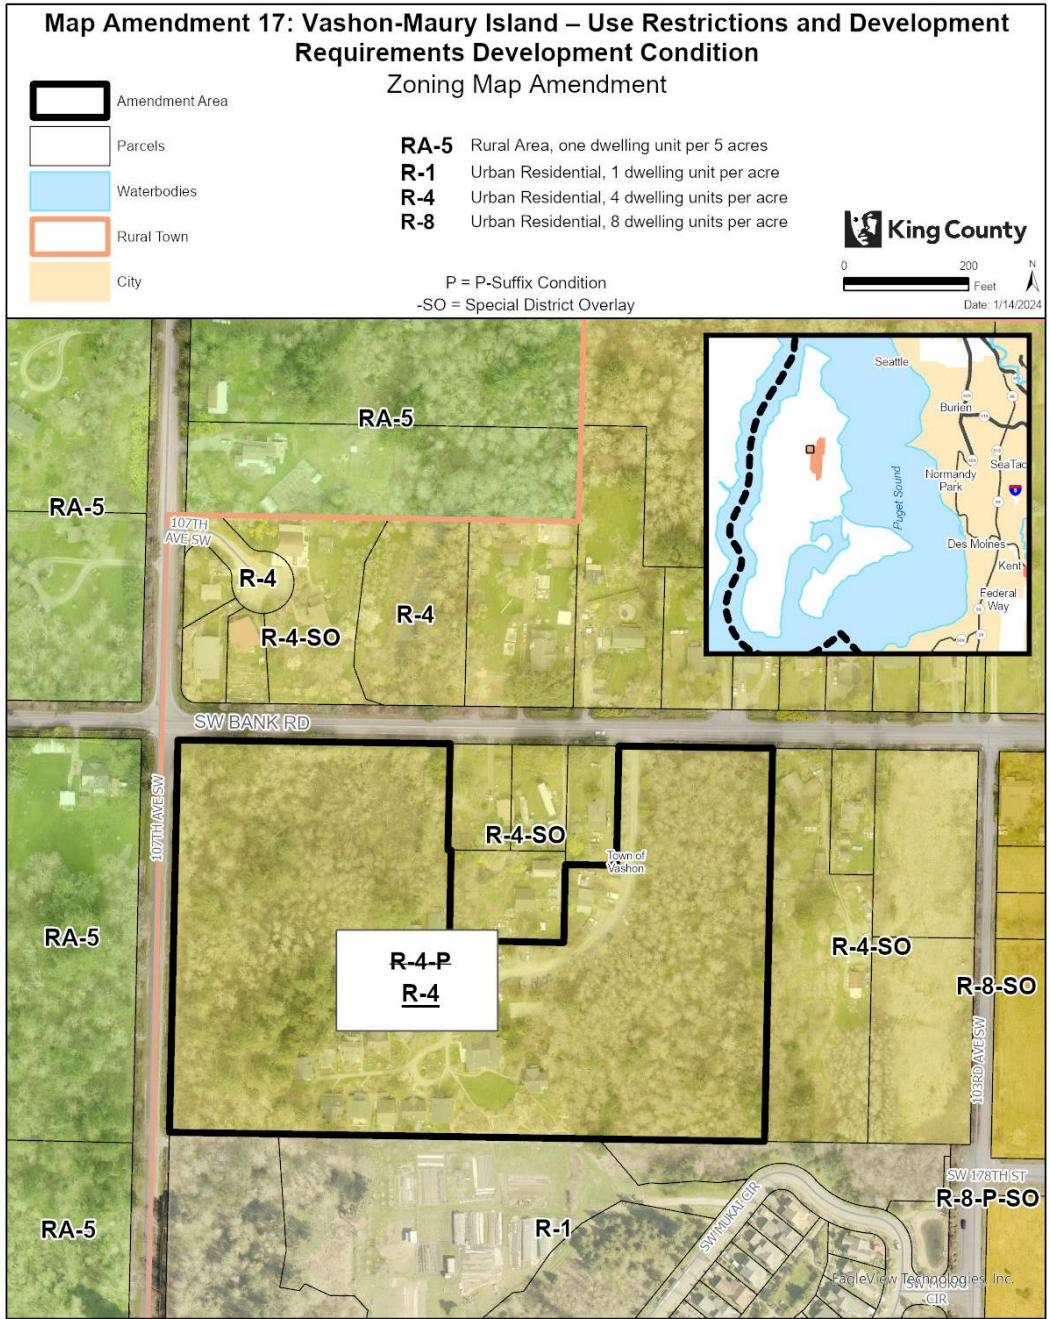 Map Amendment 17: Vashon-Maury Island – Use Restrictions and Development
Requirements Development Condition
Zoning Map Amendment
Amendment Area
Parcels
Waterbodies
Rural Town
City
RA-5 Rural Area, one dwelling unit per 5 acres
R-1 Urban Residential, 1 dwelling unit per acre
R-4 Urban Residential, 4 dwelling units per acre
R-8 Urban Residential, 8 dwelling units per acre
P = P-Suffix Condition
-SO = Special District Overlay
King County
0 200
Feet
N
Date: 1/14/2024
Seattle
Burien
SeaTac
Normandy
Park
Puget Sound
Des Moines
Kent
Federal
Way
RA-5
RA-5
107TH
AVE SW
R-4
R-4-SO
R-4
SW BANK RD
107TH AVE SW
R-4-SO
Town of
Vashon
RA-5
R-4-P
R-4
R-4-SO
R-8-SO
103RD AVE SW
SW 178TH ST
R-8-P-SO
RA-5
R-1
SW MUKAI CIR
EagleView Technologies, Inc.
SW MUKAI
CIR